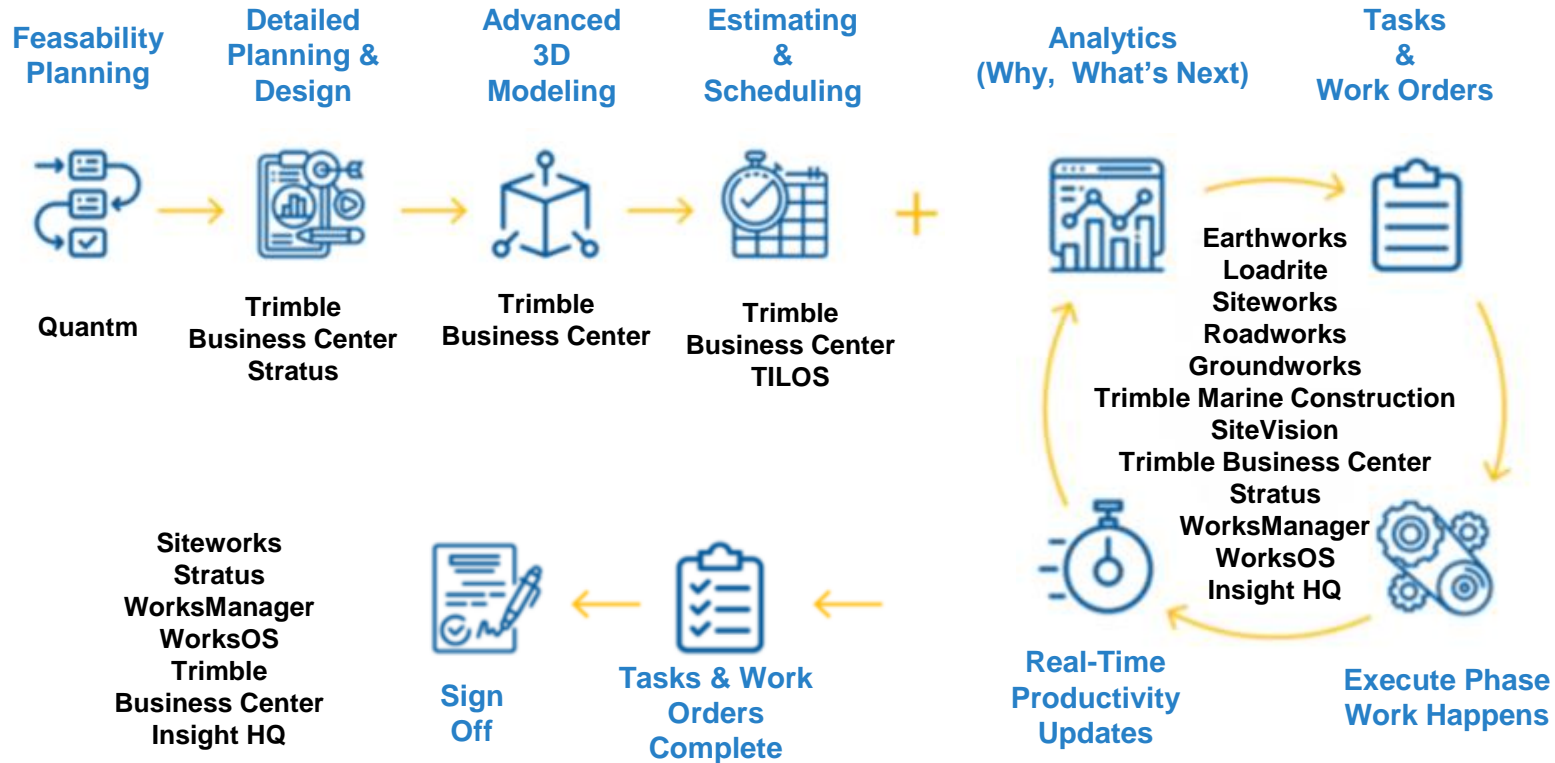 Feasability
Planning
Detailed
Planning &
Design
Advanced
3D
Modeling
Estimating
&
Scheduling
Analytics
(Why,  What's Next)
Tasks
&
Work Orders
Quantm
Trimble
Business Center
Stratus
Trimble
Business Center
Trimble
Business Center
TILOS
Earthworks
Loadrite
Siteworks
Roadworks
Groundworks
Trimble Marine Construction
SiteVision
Trimble Business Center
Stratus
WorksManager
WorksOS
Insight HQ
Siteworks
Stratus
WorksManager
WorksOS
Trimble
Business Center
Insight HQ
Sign
Off
Tasks & Work
Orders
Complete
Real-Time
Productivity
Updates
Execute Phase
Work Happens